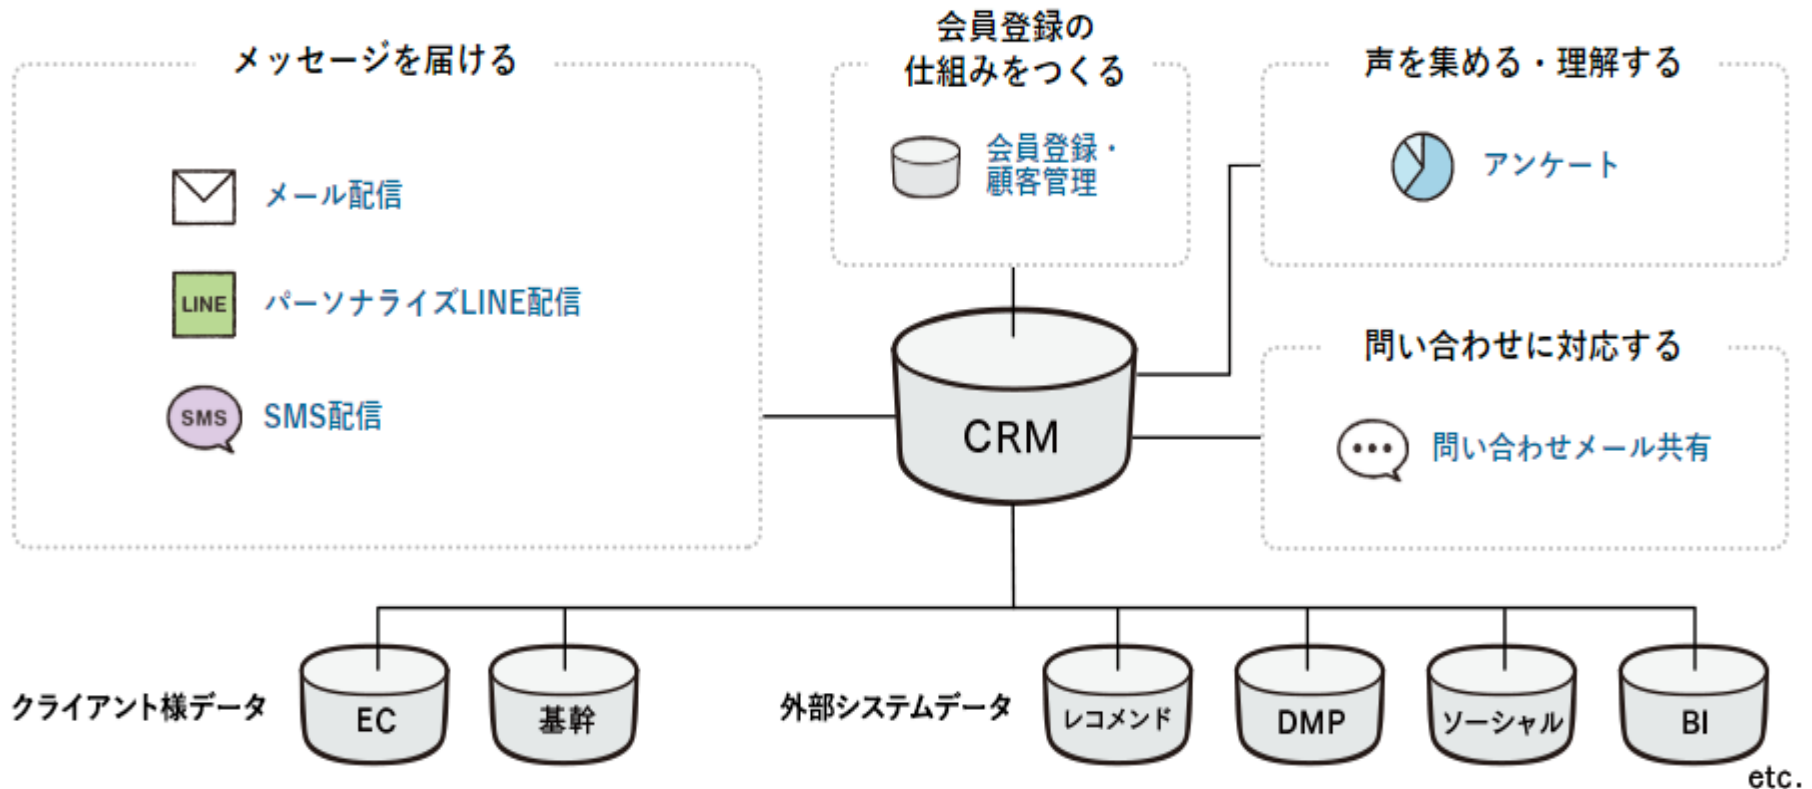 メッセージを届ける
メール配信
LINE
パーソナライズLINE配信
SMS
SMS配信
会員登録の
仕組みをつくる
会員登録・
顧客管理
声を集める・理解する
アンケート
問い合わせに対応する
問い合わせメール共有
CRM
クライアント様データ
EC
基幹
外部システムデータ
レコメンド
DMP
ソーシャル
BI
etc.